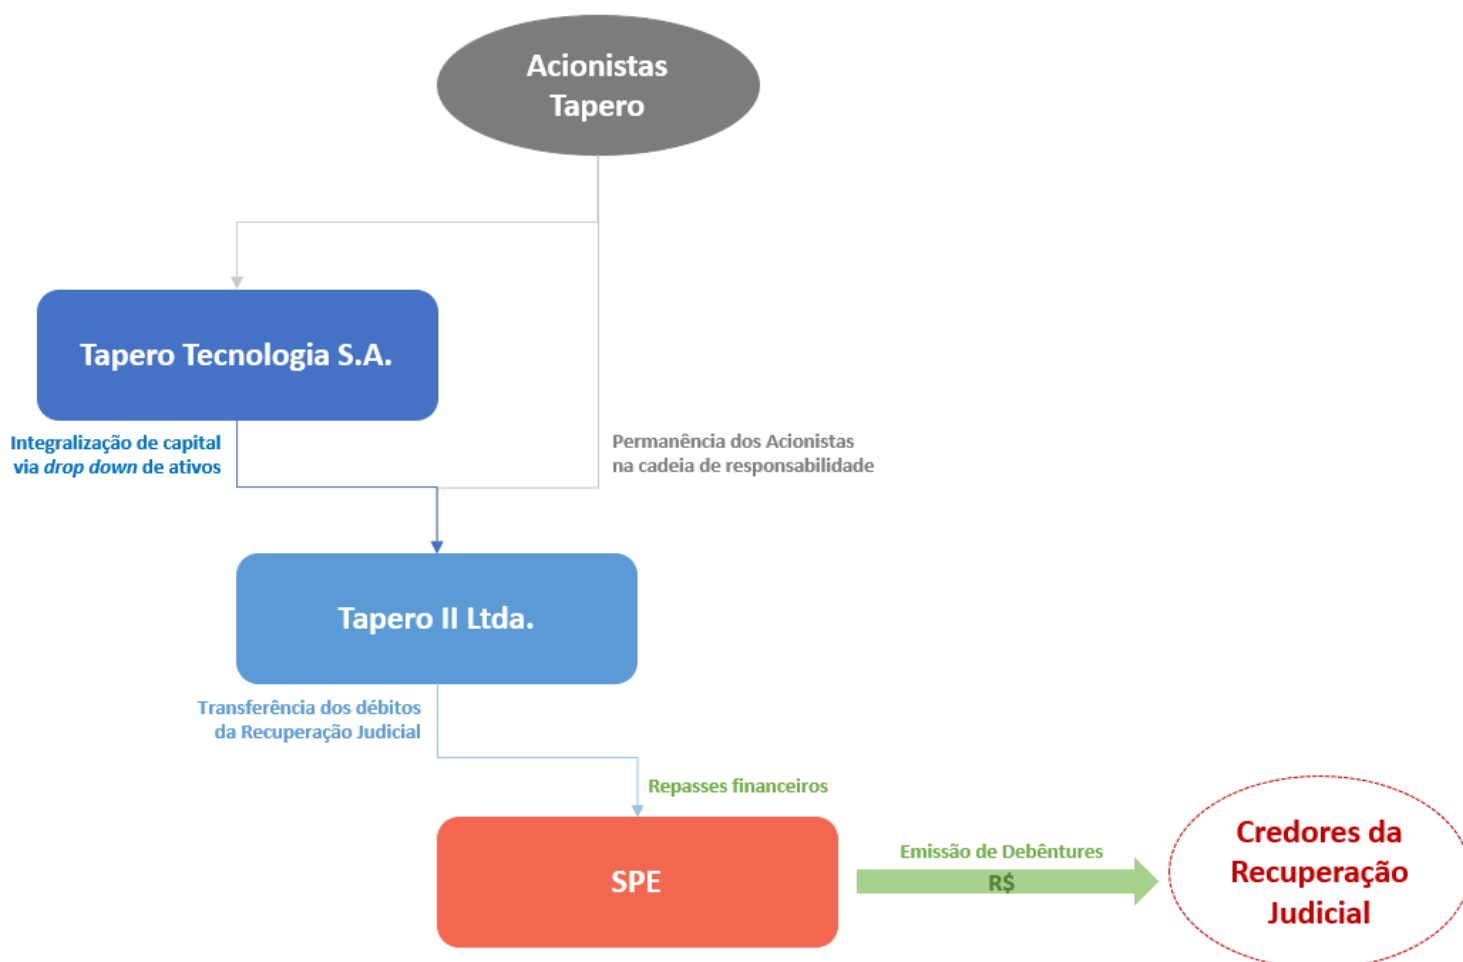 Acionistas
Tapero
Tapero Tecnologia S.A.
Integralização de capital
via drop down de ativos
Permanência dos Acionistas
na cadeia de responsabilidade
Tapero II Ltda.
Transferência dos débitos
da Recuperação Judicial
Repasses financeiros
SPE
Emissão de Debêntures
R$
Credores da
Recuperação
Judicial